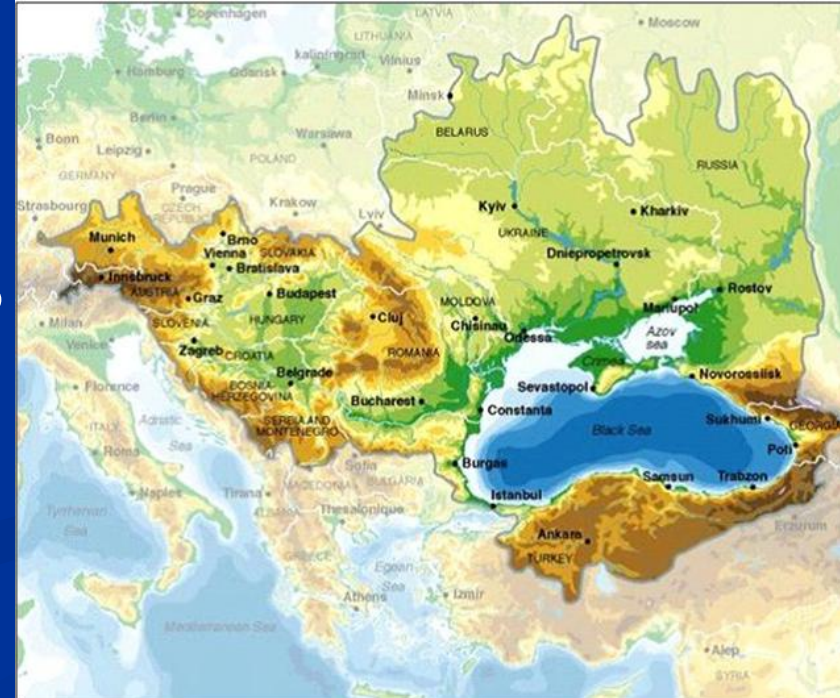 Copenhagen
LATVIA
Moscow
LITHUANIA
kaliningrad
Vilnius
Hamburg
Gdansk
Minsk
Berlin
BELARUS
Bonn
Leipzig
Warsawa
POLAND
RUSSIA
GERMANY
Prague
Strasbourg
CZECH
REPUBLIC
Krakow
Lviv
Kyiv
Kharkiv
UKRAINE
Munich
Brno
Vienna
SLOVAKIA
Bratislava
Dniepropetrovsk
Innsbruck
AUSTRIA
Graz
Budapest
MOLDOVA
Rostov
Mariupol
HUNGARY
Cluj
Chisinau
Odessa
Azov
sea
Milan
SLOVENIA
Venice
Zagreb
CROATIA
ROMANIA
Crimea
Belgrade
Sevastopol
Novorossiisk
Florence
BOSNIA-
HERZEGOVINA
Bucharest
Constanta
Adriatic
Sea
SERBIA AND
MONTENEGRO
Black Sea
Sukhumi
GEORGIA
ITALY
Roma
Sofia
BULGARIA
Burgas
Poti
Naples
Tirana
MACEDONIA
Samsun
Trabzon
Istanbul
Tyrrhenian
Sea
ALBANIA
Thessalonique
Ankara
Erzurum
TURKEY
GREECE
Egean
Sea
Athens
Izmir
Mediterranean Sea
Alep
SYRIA